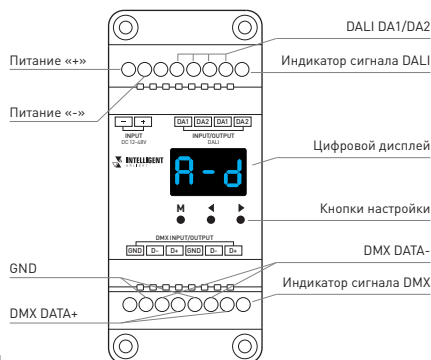 DALI DA1/DA2
Питание «+»
Индикатор сигнала DALI
Питание «-»
− + DA1 DA2 DA1 DA2
INPUT INPUT/OUTPUT
DC 12-48V DALI
INTELLIGENT
ARLIGHT
A-d
Цифровой дисплей
M ◀ ▶
Кнопки настройки
DMX INPUT/OUTPUT
GND D- D+ GND D- D+
DMX DATA-
GND
Индикатор сигнала DMX
DMX DATA+